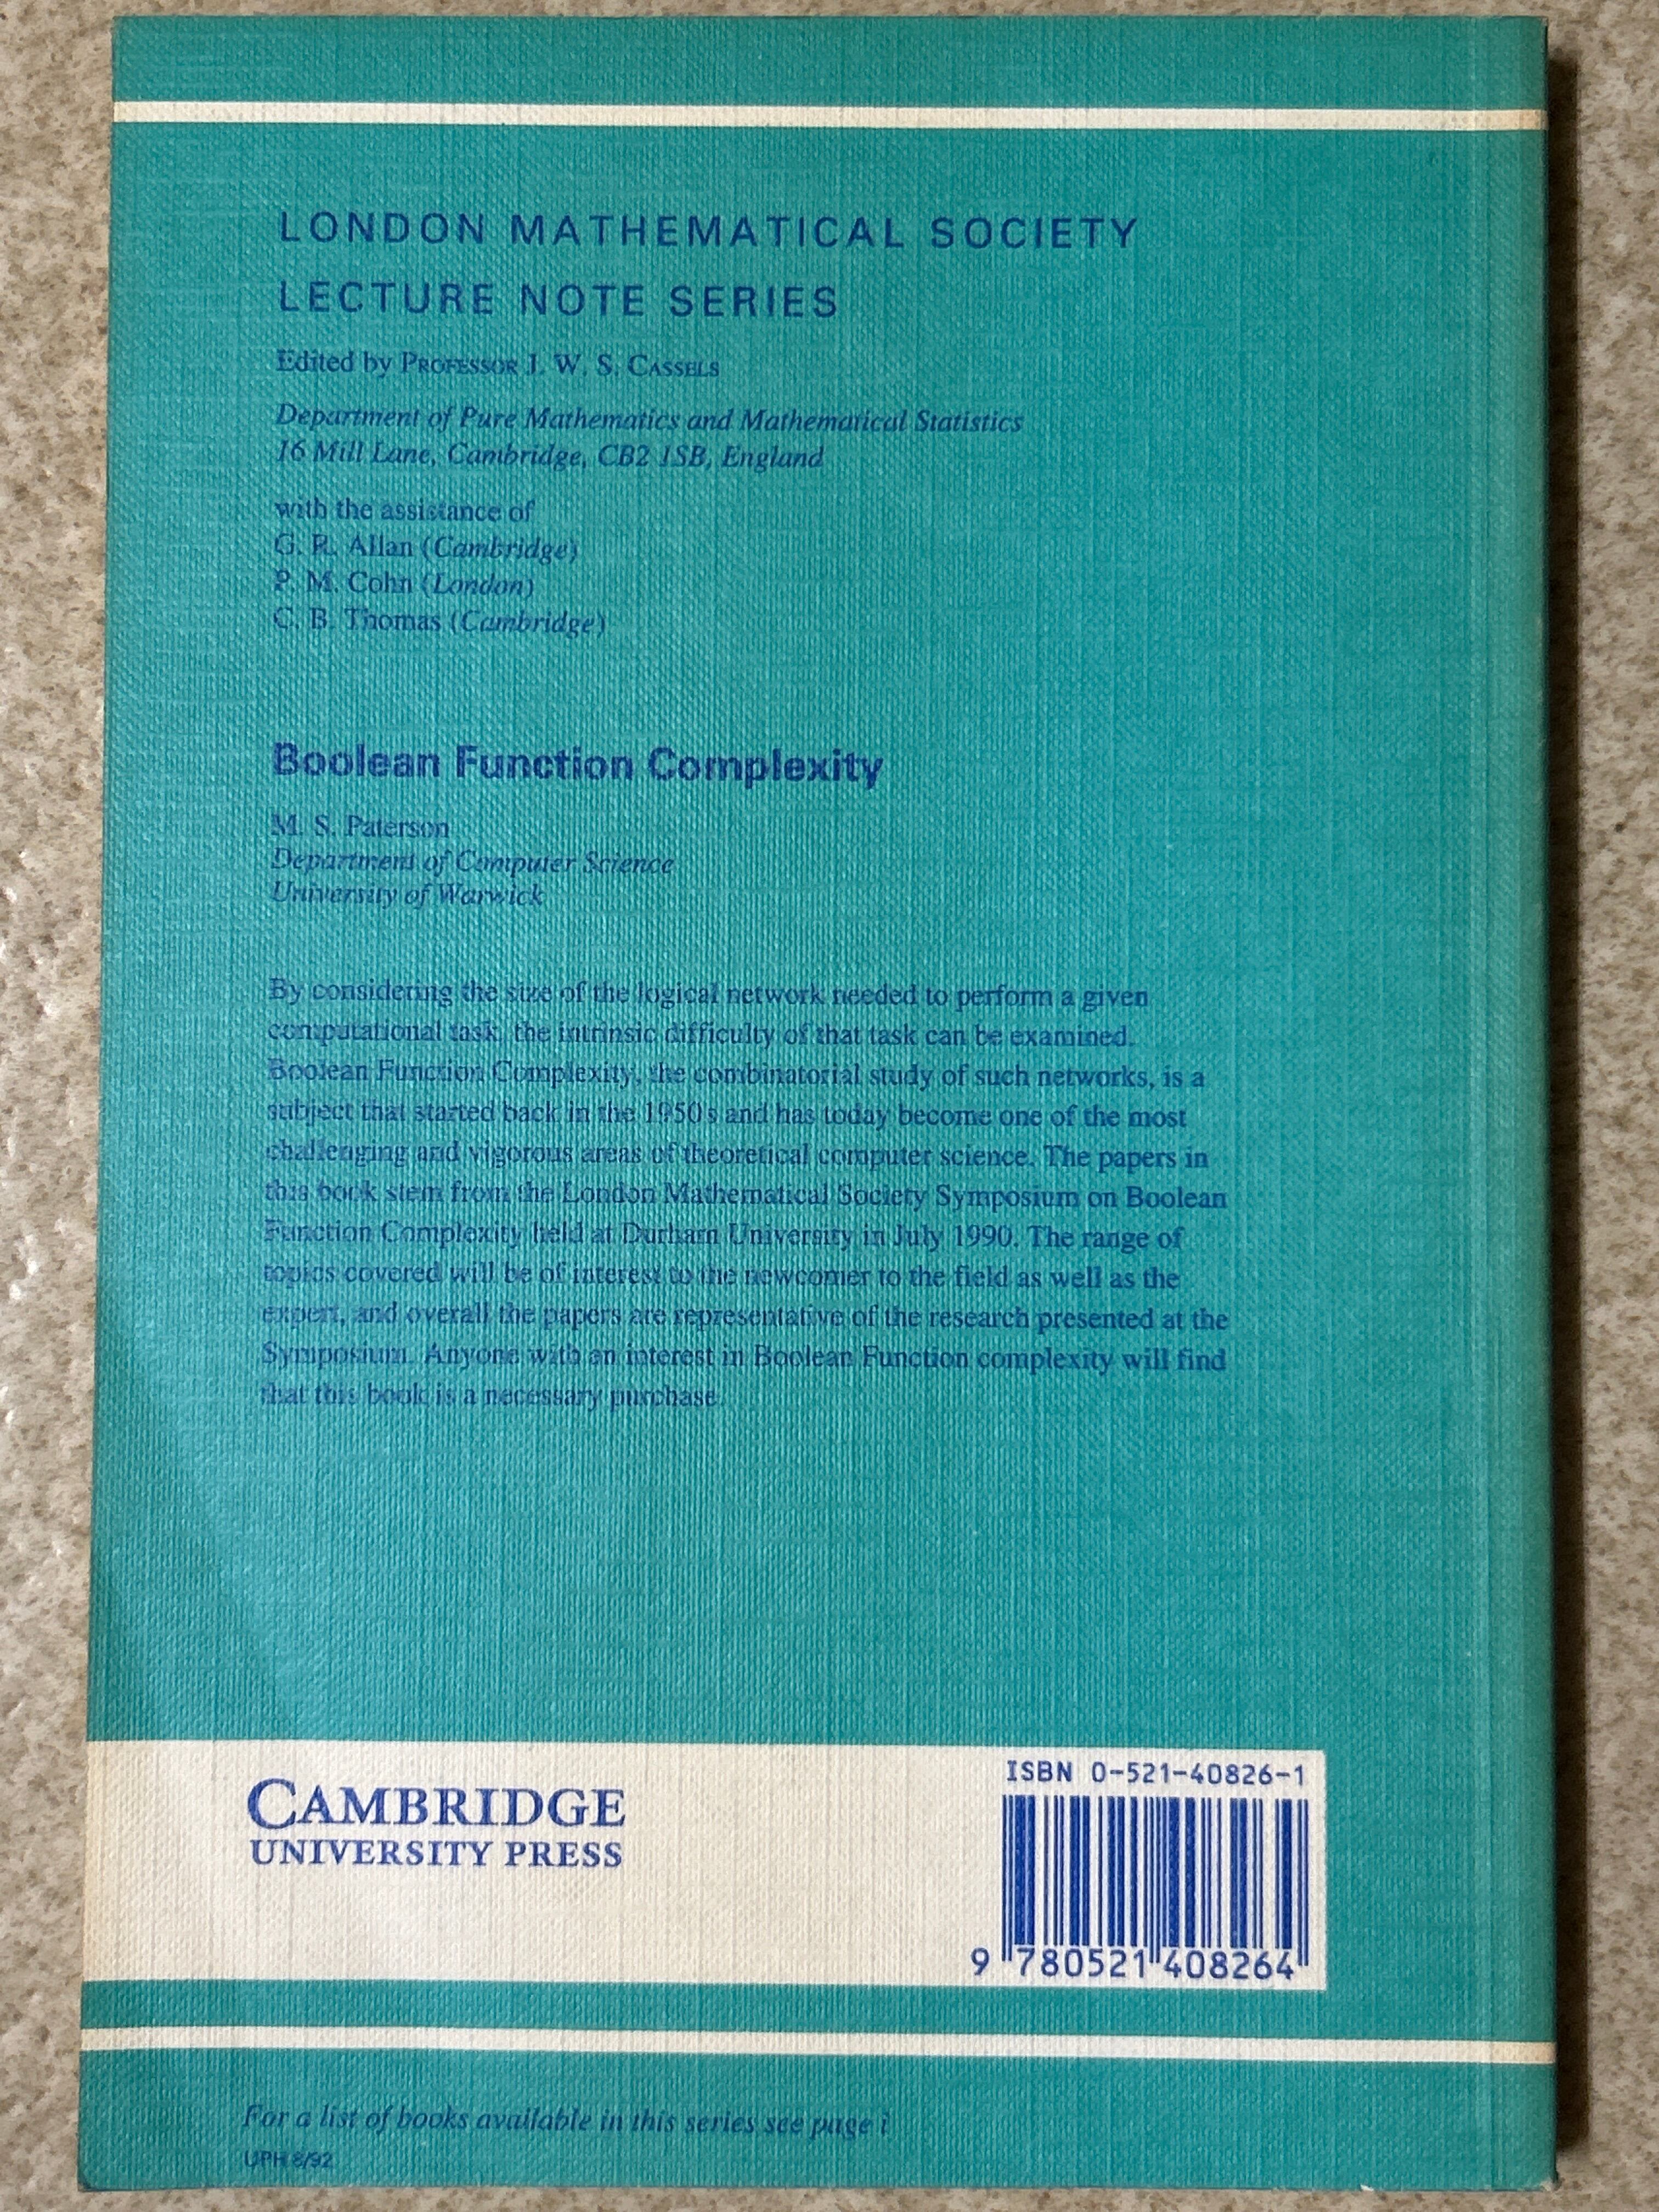 LONDON MATHEMATICAL SOCIETY
LECTURE NOTE SERIES
Edited by PROFESSOR J. W. S. CASSELS
Department of Pure Mathematics and Mathematical Statistics
16 Mill Lane, Cambridge, CB2 1SB, England
with the assistance of
G. R. Allan (Cambridge)
P. M. Cohn (London)
C. B. Thomas (Cambridge)
Boolean Function Complexity
M. S. Paterson
Department of Computer Science
University of Warwick
By considering the size of the logical network needed to perform a given
computational task, the intrinsic difficulty of that task can be examined.
Boolean Function Complexity, the combinatorial study of such networks, is a
subject that started back in the 1950s and has today become one of the most
challenging and vigorous areas of theoretical computer science. The papers in
this book stem from the London Mathematical Society Symposium on Boolean
Function Complexity held at Durham University in July 1990. The range of
topics covered will be of interest to the newcomer to the field as well as the
expert, and overall the papers are representative of the research presented at the
Symposium. Anyone with an interest in Boolean Function complexity will find
that this book is a necessary purchase.
CAMBRIDGE
UNIVERSITY PRESS
ISBN 0-521-40826-1
9 780521 408264
For a list of books available in this series see page i
UPH 8/92